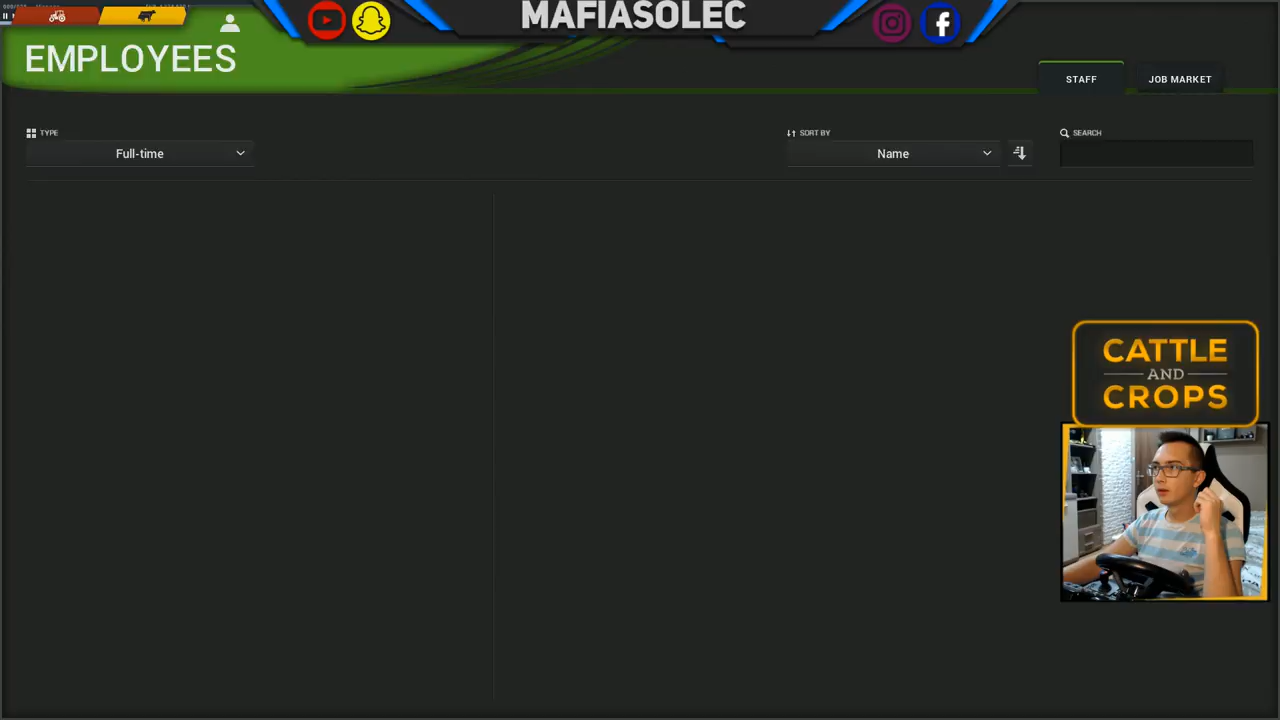 MAFIASOLEC
EMPLOYEES
STAFF
JOB MARKET
TYPE
SORT BY
SEARCH
Full-time
Name
CATTLE
AND
CROPS